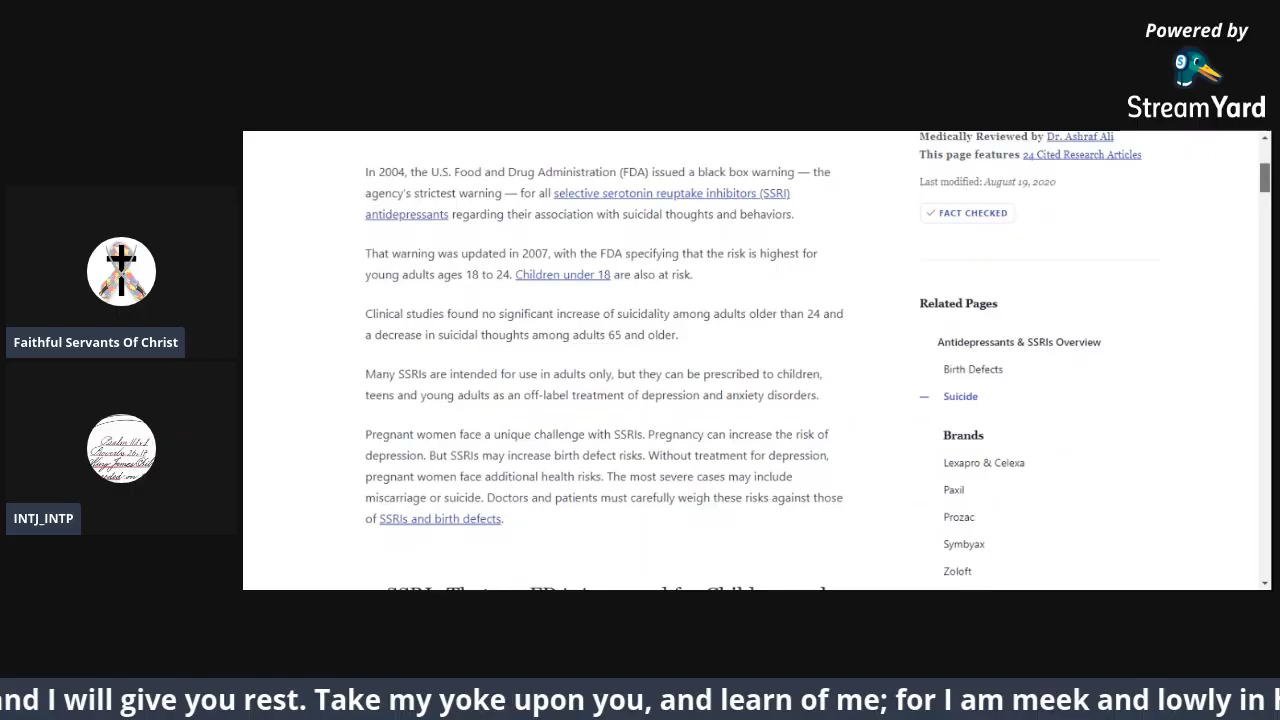 Powered by
StreamYard
Faithful Servants Of Christ
INTJ_INTP
In 2004, the U.S. Food and Drug Administration (FDA) issued a black box warning — the
agency's strictest warning — for all selective serotonin reuptake inhibitors (SSRI)
antidepressants regarding their association with suicidal thoughts and behaviors.
That warning was updated in 2007, with the FDA specifying that the risk is highest for
young adults ages 18 to 24. Children under 18 are also at risk.
Clinical studies found no significant increase of suicidality among adults older than 24 and
a decrease in suicidal thoughts among adults 65 and older.
Many SSRIs are intended for use in adults only, but they can be prescribed to children,
teens and young adults as an off-label treatment of depression and anxiety disorders.
Pregnant women face a unique challenge with SSRIs. Pregnancy can increase the risk of
depression. But SSRIs may increase birth defect risks. Without treatment for depression,
pregnant women face additional health risks. The most severe cases may include
miscarriage or suicide. Doctors and patients must carefully weigh these risks against those
of SSRIs and birth defects.
Medically Reviewed by Dr. Ashraf Ali
This page features 24 Cited Research Articles
Last modified: August 19, 2020
FACT CHECKED
Related Pages
Antidepressants & SSRIs Overview
Birth Defects
— Suicide
Brands
Lexapro & Celexa
Paxil
Prozac
Symbyax
Zoloft
and I will give you rest. Take my yoke upon you, and learn of me; for I am meek and lowly in